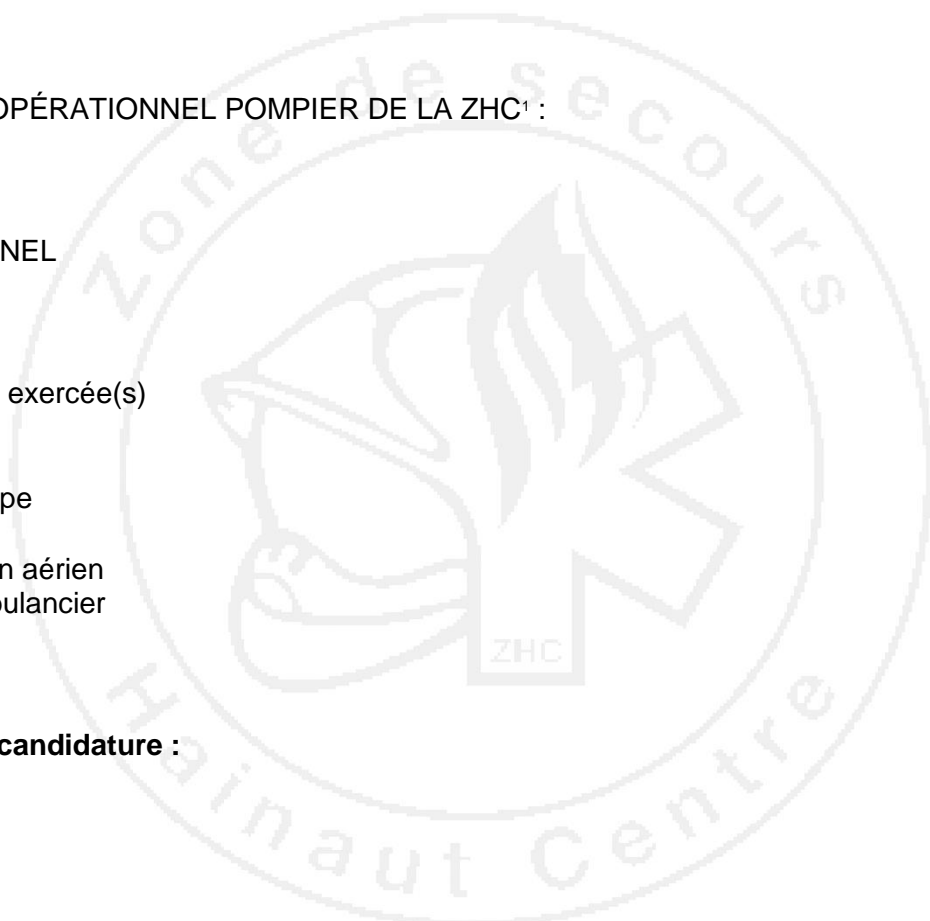 OPÉRATIONNEL POMPIER DE LA ZHC¹ :
NEL
exercée(s)
pe
n aérien
oulancier
candidature :
Zone de secours
ZHC
Hainaut Centre